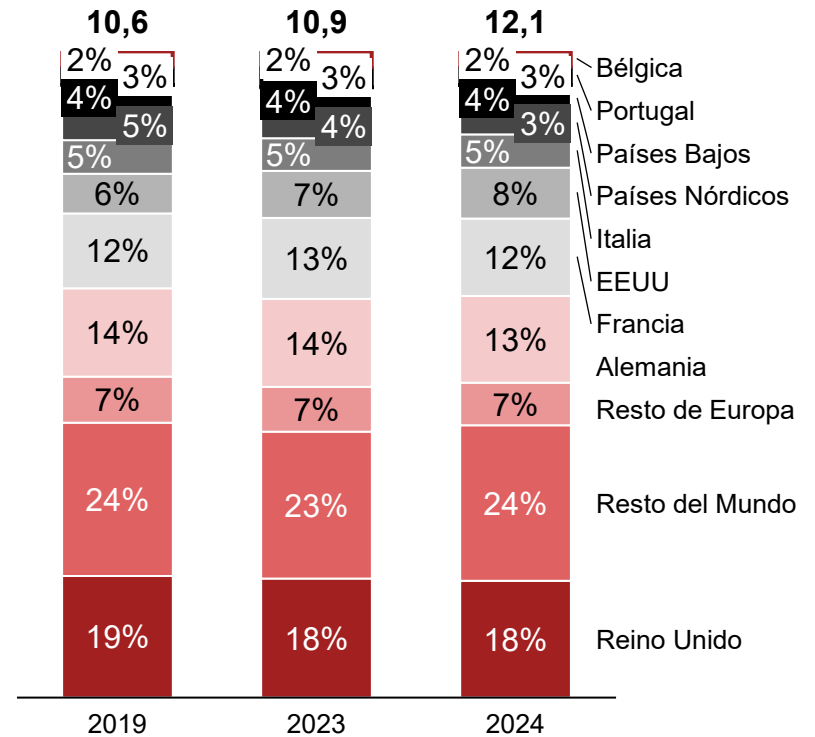 10,6 10,9 12,1
2% 2% 2% Bélgica
3% 3% 3%
4% 4% 4% Portugal
5% 4% 3%
5% 5% 5% Países Bajos
6% 7% 8% Países Nórdicos
12% 13% 12% Italia
EEUU
Francia
14% 14% 13% Alemania
7% 7% 7% Resto de Europa
24% 23% 24% Resto del Mundo
19% 18% 18% Reino Unido
2019 2023 2024